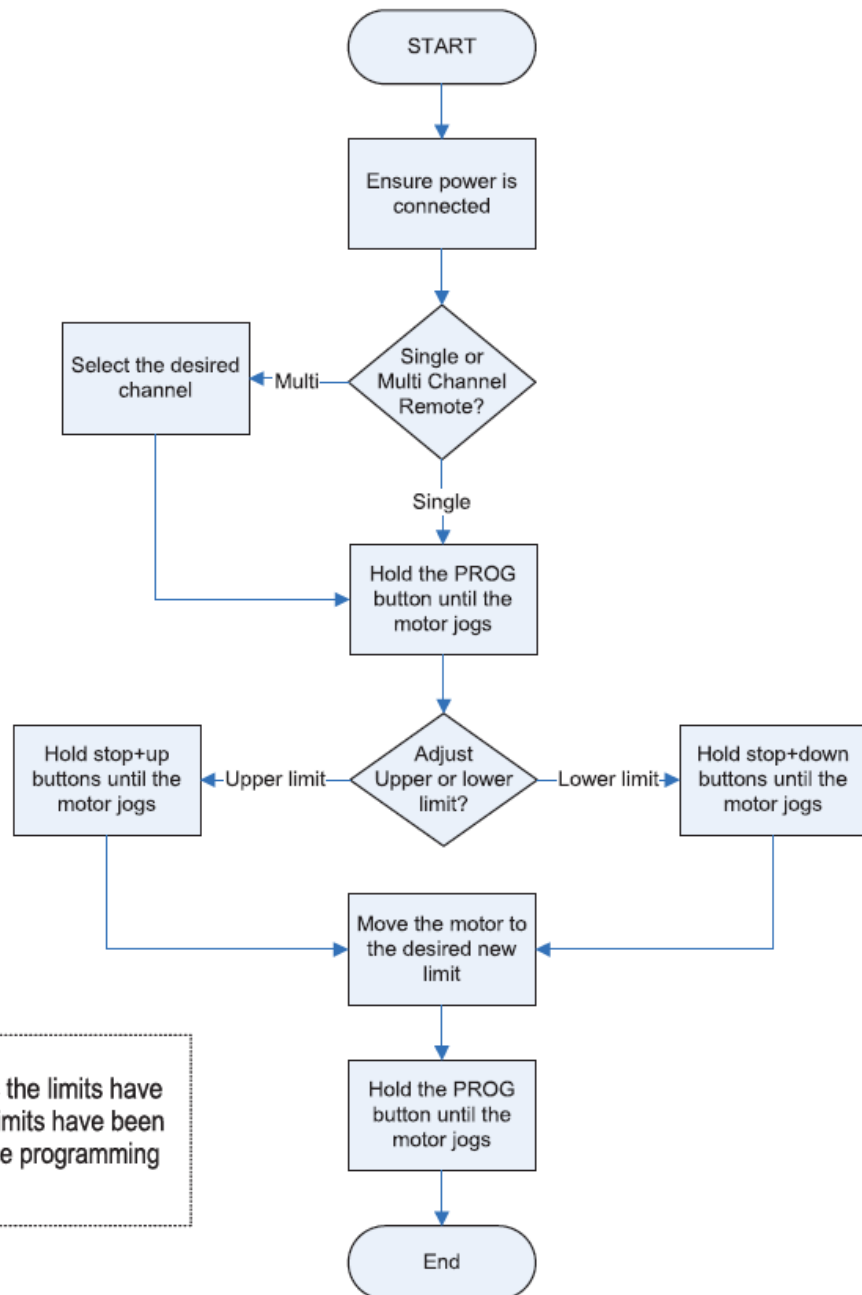 START
Ensure power is
connected
Single or
Multi Channel
Remote?
Multi
Select the desired
channel
Single
Hold the PROG
button until the
motor jogs
Adjust
Upper or lower
limit?
Upper limit
Hold stop+up
buttons until the
motor jogs
Lower limit
Hold stop+down
buttons until the
motor jogs
Move the motor to
the desired new
limit
Hold the PROG
button until the
motor jogs
End
the limits have
limits have been
programming